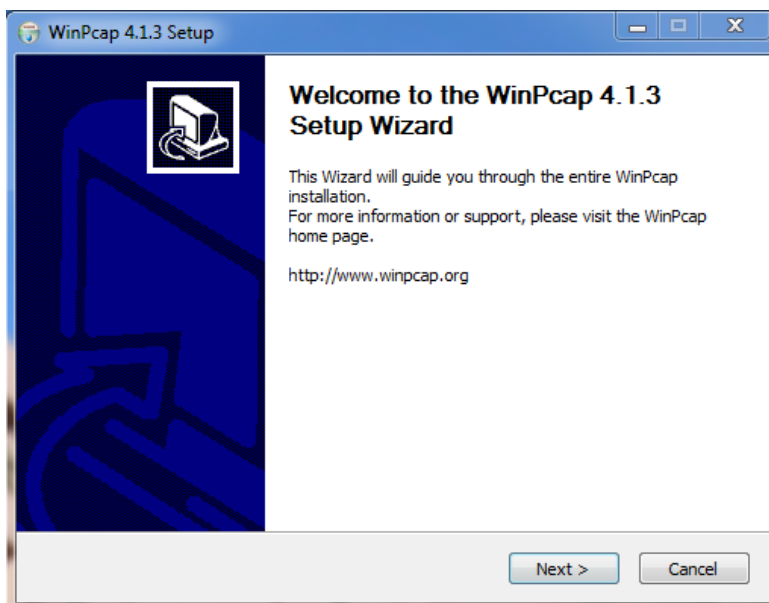 WinPcap 4.1.3 Setup
Welcome to the WinPcap 4.1.3
Setup Wizard
This Wizard will guide you through the entire WinPcap
installation.
For more information or support, please visit the WinPcap
home page.
http://www.winpcap.org
Next >
Cancel